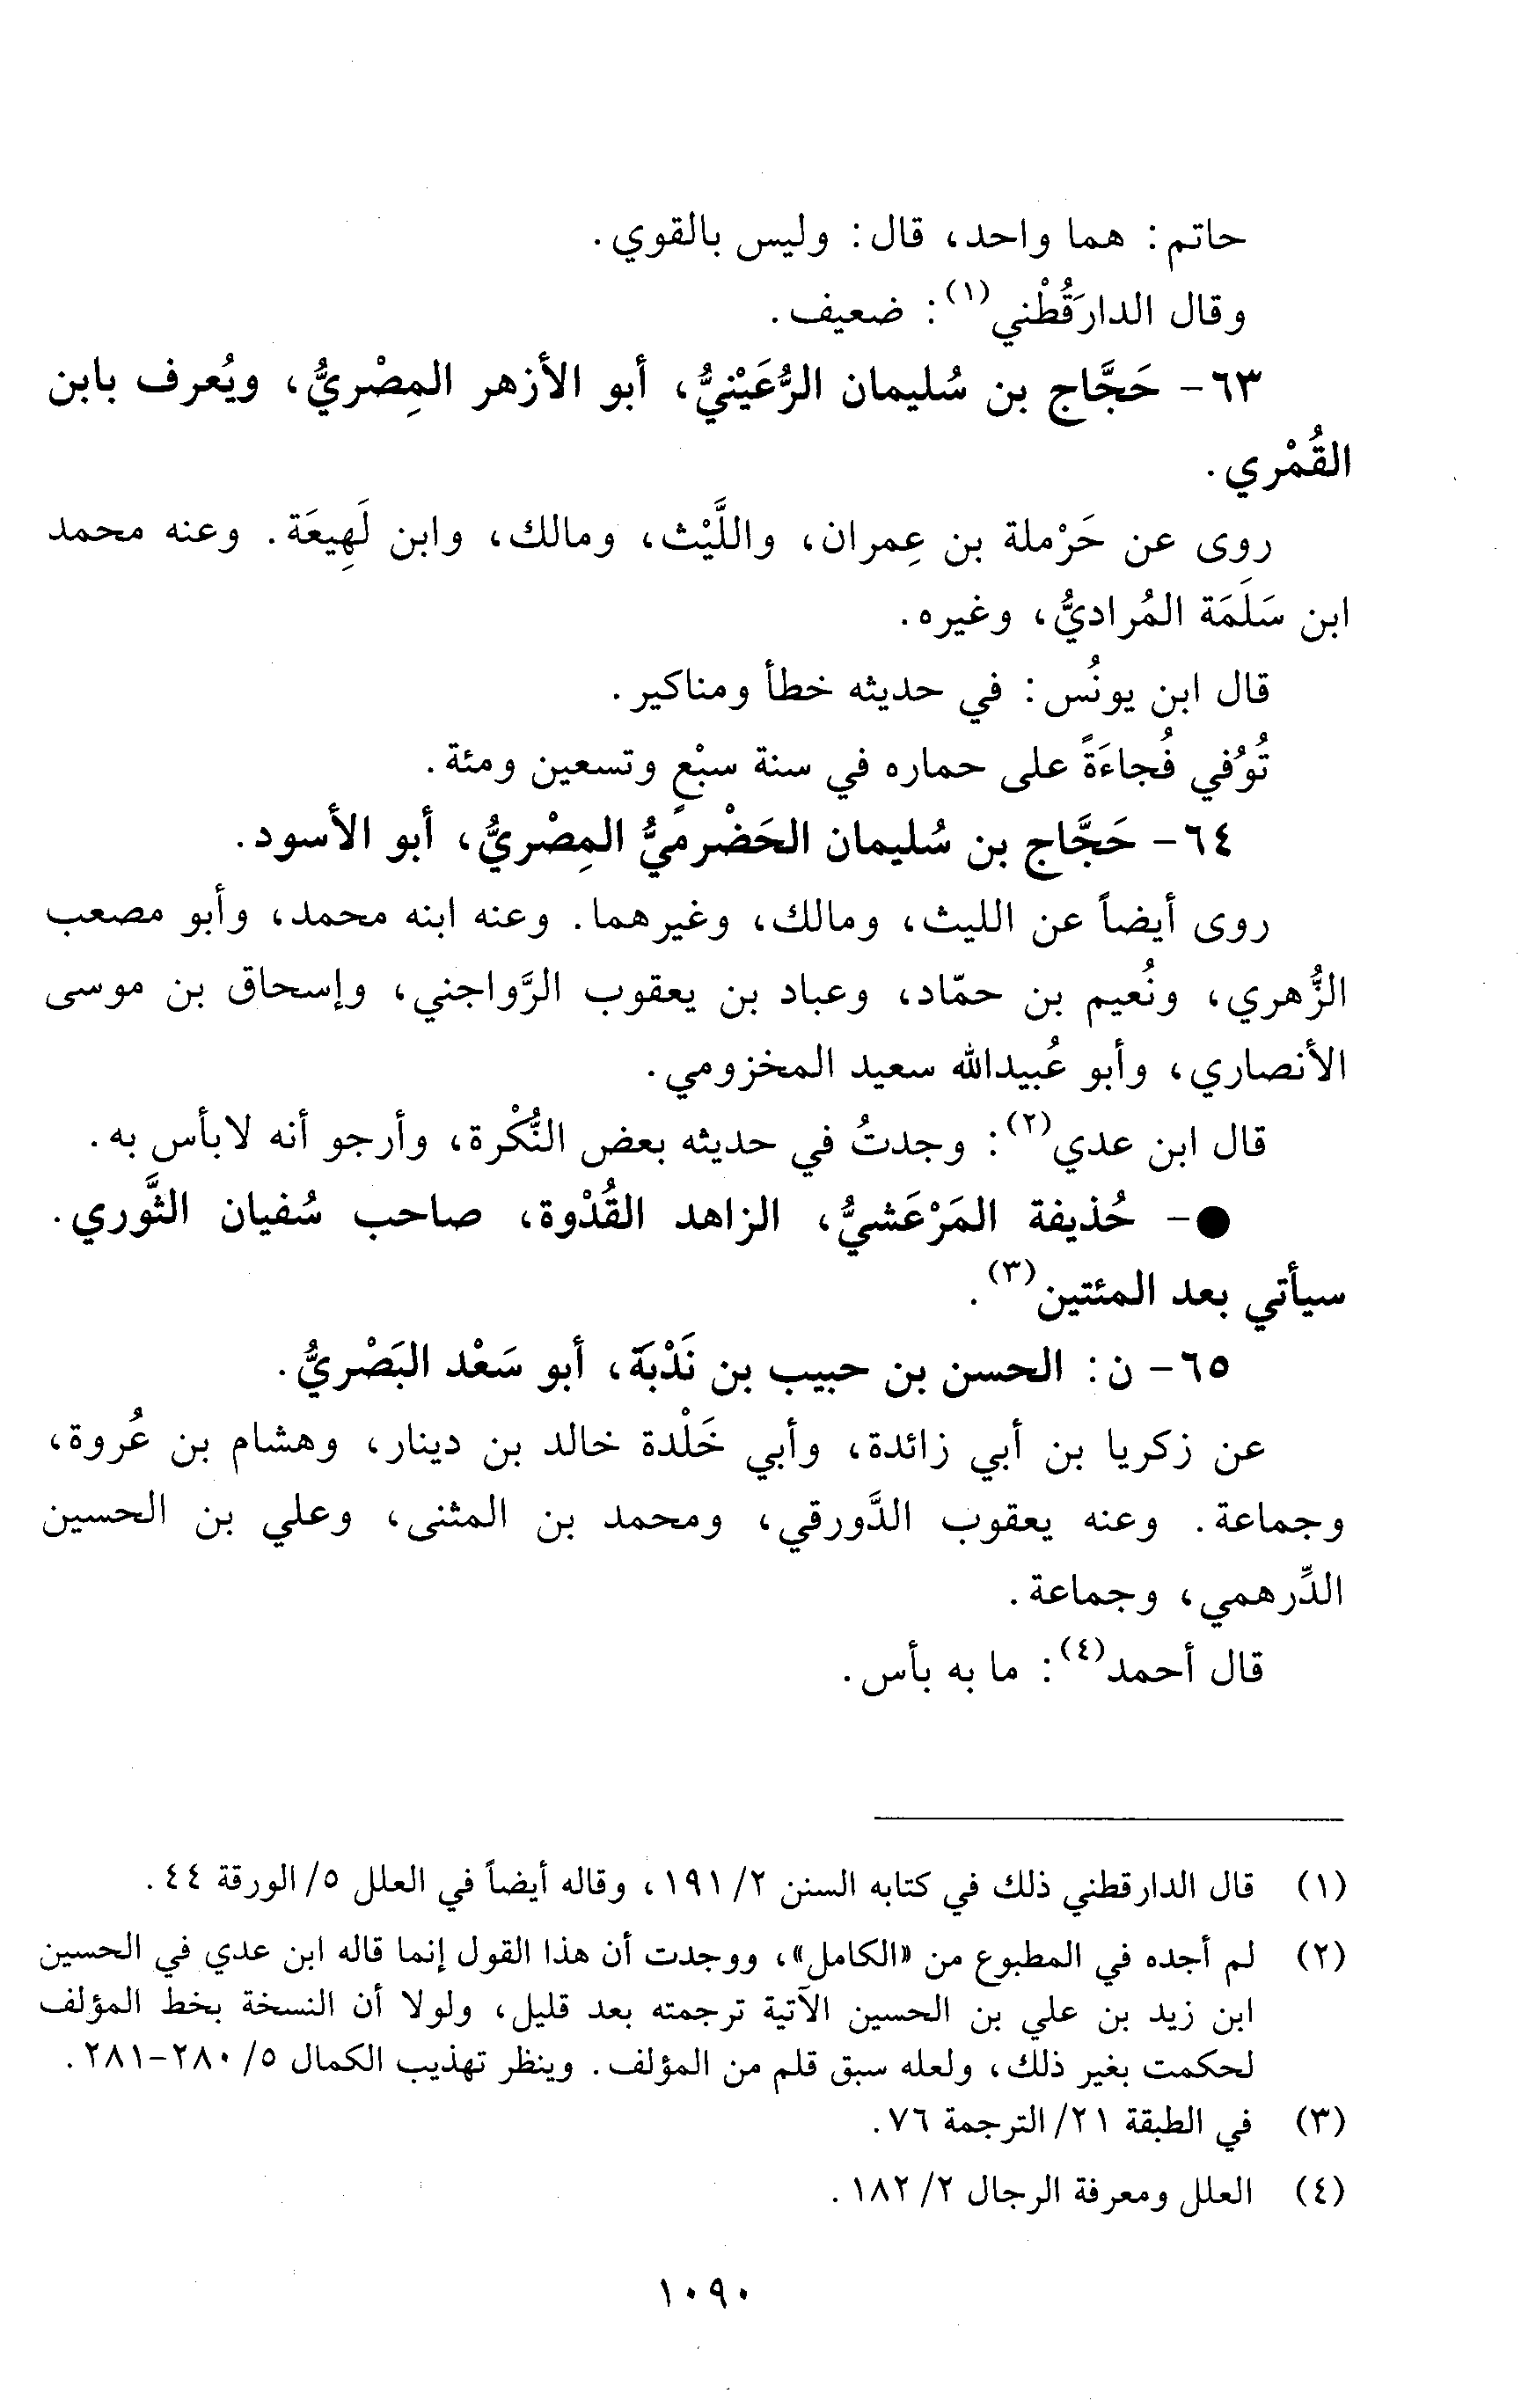 حاتم: هما واحد، قال: وليس بالقوي.
وقال الدارَقُطْني(١): ضعيف.
٦٣- حَجَّاج بن سُليمان الرُّعَيْنيُّ، أبو الأزهر المِصْريُّ، ويُعرف بابن
القُمْري.
روى عن حَرْملة بن عِمران، واللَّيْث، ومالك، وابن لَهِيعَة. وعنه محمد
ابن سَلَمَة المُراديُّ، وغيره.
قال ابن يونُس: في حديثه خطأ ومناكير.
تُوُفي فُجاءَةً على حماره في سنة سبْعٍ وتسعين ومئة.
٦٤- حَجَّاج بن سُليمان الحَضْرميُّ المِصْريُّ، أبو الأسود.
روى أيضاً عن الليث، ومالك، وغيرهما. وعنه ابنه محمد، وأبو مصعب
الزُّهري، ونُعيم بن حمّاد، وعباد بن يعقوب الرَّواجني، وإسحاق بن موسى
الأنصاري، وأبو عُبيدالله سعيد المخزومي.
قال ابن عدي(٢): وجدتُ في حديثه بعض النُّكْرة، وأرجو أنه لابأس به.
●- حُذيفة المَرْعَشيُّ، الزاهد القُدْوة، صاحب سُفيان الثَّوري.
سيأتي بعد المئتين(٣).
٦٥- ن: الحسن بن حبيب بن نَدْبَة، أبو سَعْد البَصْريُّ.
عن زكريا بن أبي زائدة، وأبي خَلْدة خالد بن دينار، وهشام بن عُروة،
وجماعة. وعنه يعقوب الدَّورقي، ومحمد بن المثنى، وعلي بن الحسين
الدِّرهمي، وجماعة.
قال أحمد(٤): ما به بأس.
(١) قال الدارقطني ذلك في كتابه السنن ٢/ ١٩١، وقاله أيضاً في العلل ٥/ الورقة ٤٤.
(٢) لم أجده في المطبوع من «الكامل»، ووجدت أن هذا القول إنما قاله ابن عدي في الحسين
ابن زيد بن علي بن الحسين الآتية ترجمته بعد قليل، ولولا أن النسخة بخط المؤلف
لحكمت بغير ذلك، ولعله سبق قلم من المؤلف. وينظر تهذيب الكمال ٥/ ٢٨٠-٢٨١.
(٣) في الطبقة ٢١/ الترجمة ٧٦.
(٤) العلل ومعرفة الرجال ٢/ ١٨٢.
١٠٩٠